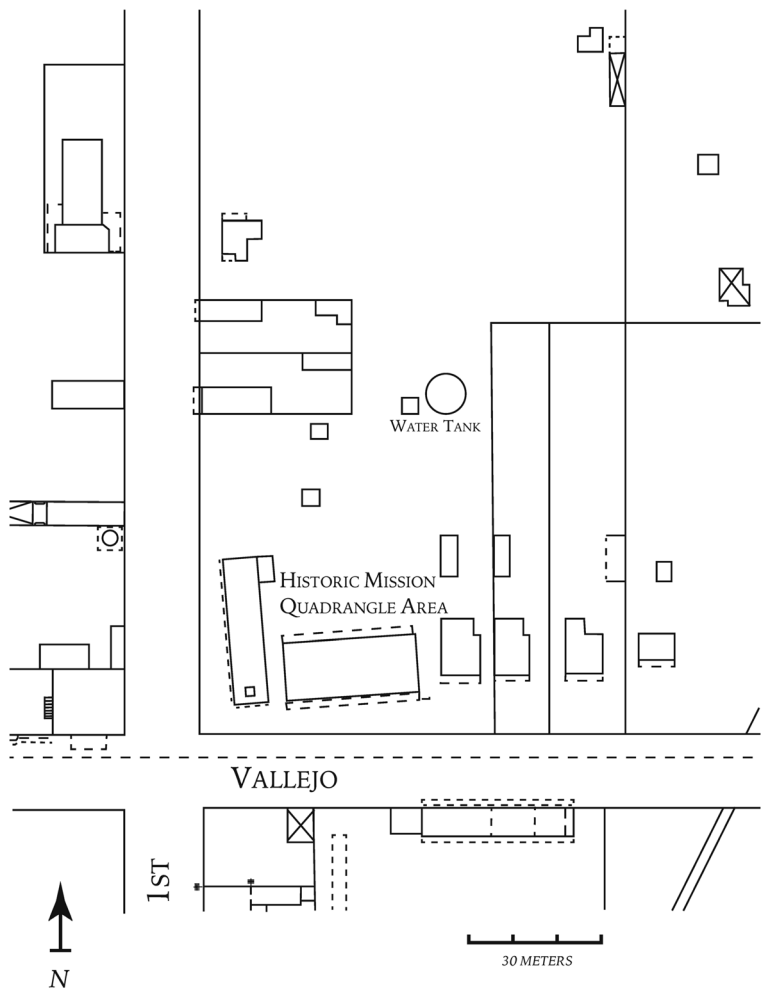 Water Tank
Historic Mission
Quadrangle Area
Vallejo
1st
N
30 METERS